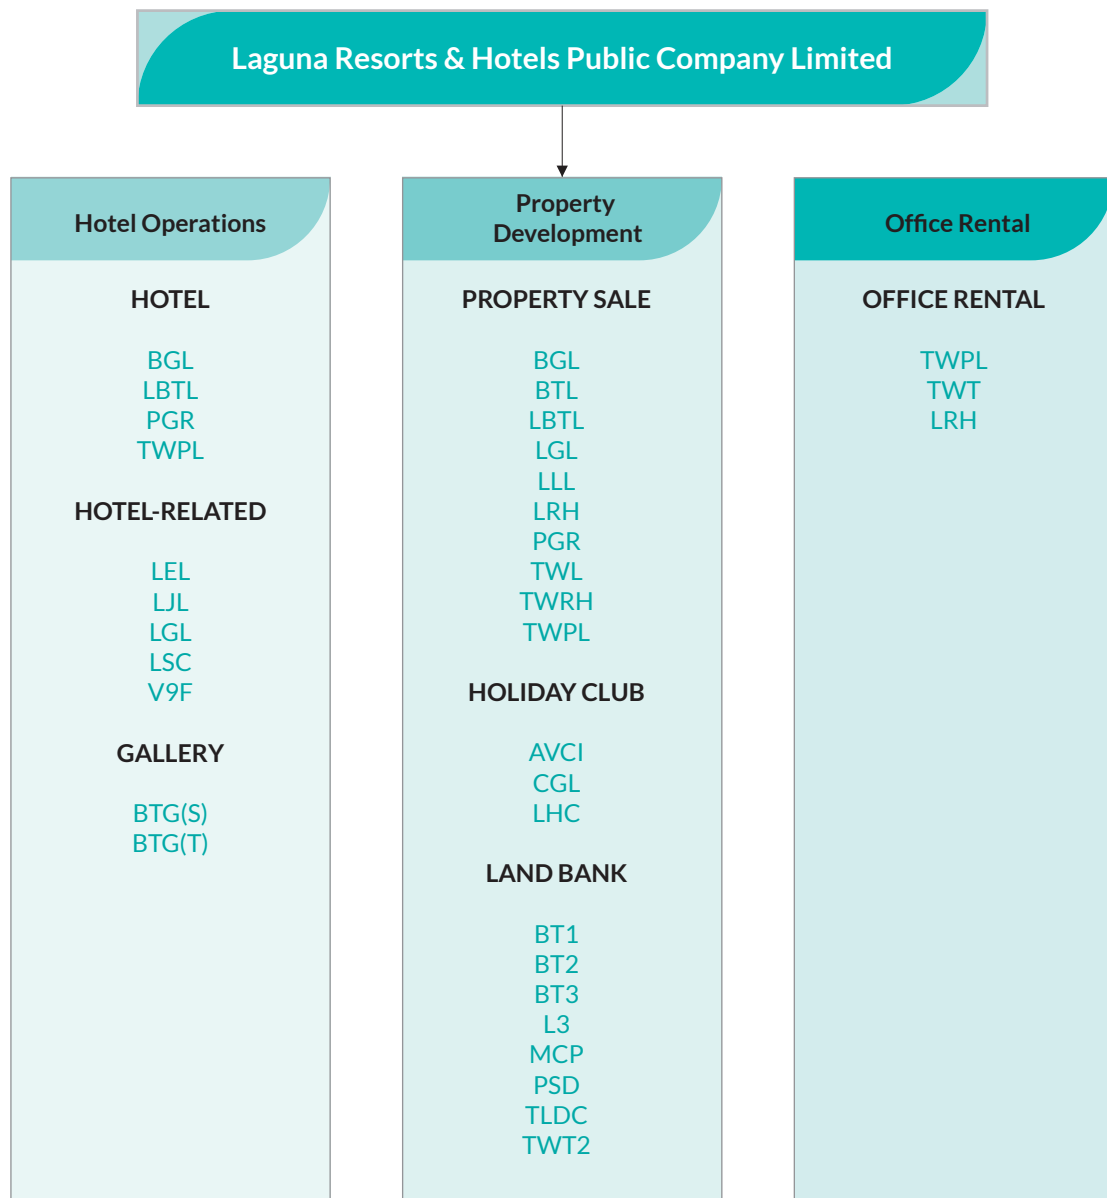 Laguna Resorts & Hotels Public Company Limited
Hotel Operations
HOTEL
BGL
LBTL
PGR
TWPL
HOTEL-RELATED
LEL
LJL
LGL
LSC
V9F
GALLERY
BTG(S)
BTG(T)
Property
Development
PROPERTY SALE
BGL
BTL
LBTL
LGL
LLL
LRH
PGR
TWL
TWRH
TWPL
HOLIDAY CLUB
AVCI
CGL
LHC
LAND BANK
BT1
BT2
BT3
L3
MCP
PSD
TLDC
TWT2
Office Rental
OFFICE RENTAL
TWPL
TWT
LRH